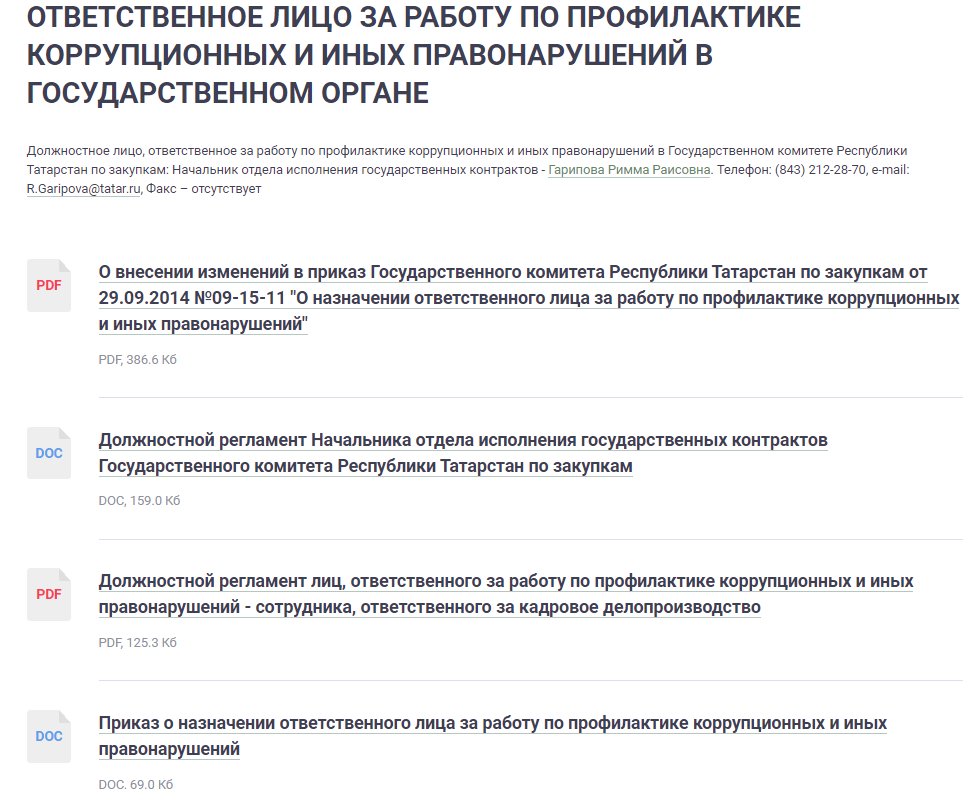 ОТВЕТСТВЕННОЕ ЛИЦО ЗА РАБОТУ ПО ПРОФИЛАКТИКЕ
КОРРУПЦИОННЫХ И ИНЫХ ПРАВОНАРУШЕНИЙ В
ГОСУДАРСТВЕННОМ ОРГАНЕ
Должностное лицо, ответственное за работу по профилактике коррупционных и иных правонарушений в Государственном комитете Республики
Татарстан по закупкам: Начальник отдела исполнения государственных контрактов - Гарипова Римма Раисовна. Телефон: (843) 212-28-70, e-mail:
R.Garipova@tatar.ru, Факс – отсутствует
PDF
О внесении изменений в приказ Государственного комитета Республики Татарстан по закупкам от
29.09.2014 №09-15-11 "О назначении ответственного лица за работу по профилактике коррупционных
и иных правонарушений"
PDF, 386.6 Кб
DOC
Должностной регламент Начальника отдела исполнения государственных контрактов
Государственного комитета Республики Татарстан по закупкам
DOC, 159.0 Кб
PDF
Должностной регламент лиц, ответственного за работу по профилактике коррупционных и иных
правонарушений - сотрудника, ответственного за кадровое делопроизводство
PDF, 125.3 Кб
DOC
Приказ о назначении ответственного лица за работу по профилактике коррупционных и иных
правонарушений
DOC, 69.0 Кб